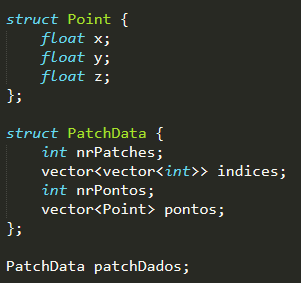 struct Point {
    float x;
    float y;
    float z;
};

struct PatchData {
    int nrPatches;
    vector<vector<int>> indices;
    int nrPontos;
    vector<Point> pontos;
};

PatchData patchDados;